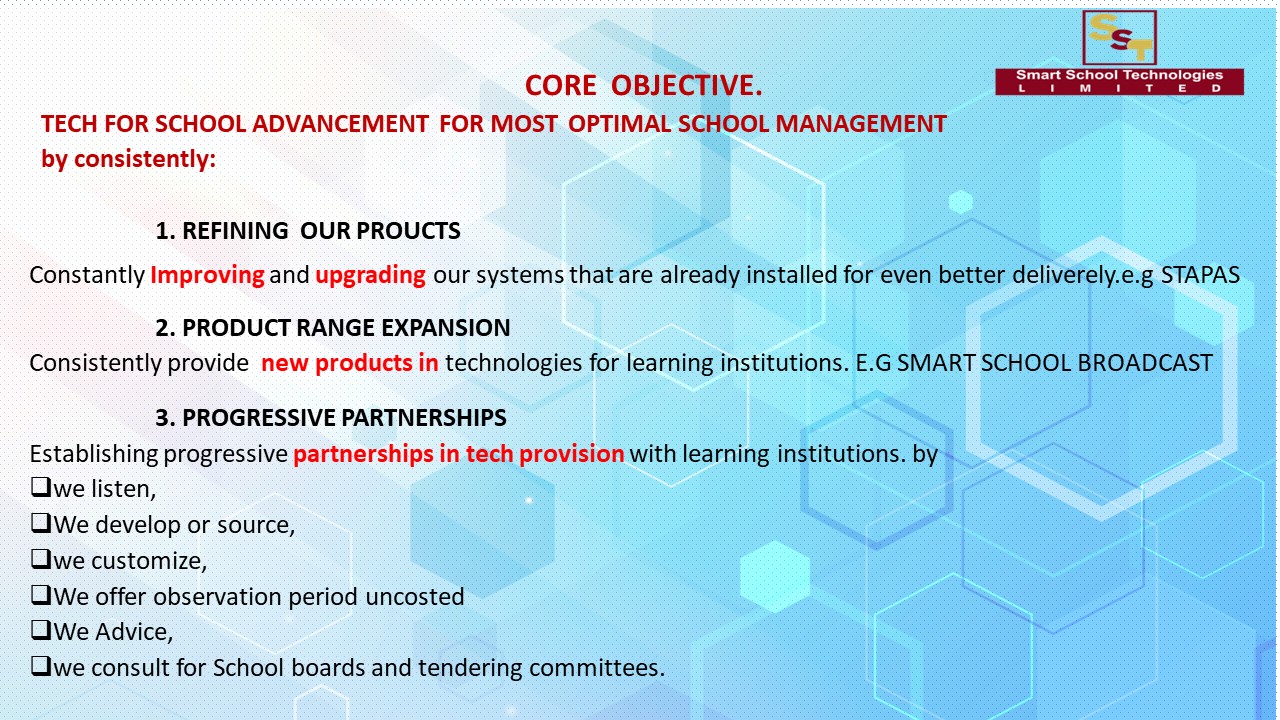 SST
Smart School Technologies
LIMITED
CORE OBJECTIVE.
TECH FOR SCHOOL ADVANCEMENT FOR MOST OPTIMAL SCHOOL MANAGEMENT
by consistently:
1. REFINING OUR PROUCTS
Constantly Improving and upgrading our systems that are already installed for even better deliverely.e.g STAPAS
2. PRODUCT RANGE EXPANSION
Consistently provide new products in technologies for learning institutions. E.G SMART SCHOOL BROADCAST
3. PROGRESSIVE PARTNERSHIPS
Establishing progressive partnerships in tech provision with learning institutions. by
❑we listen,
❑We develop or source,
❑we customize,
❑We offer observation period uncosted
❑We Advice,
❑we consult for School boards and tendering committees.